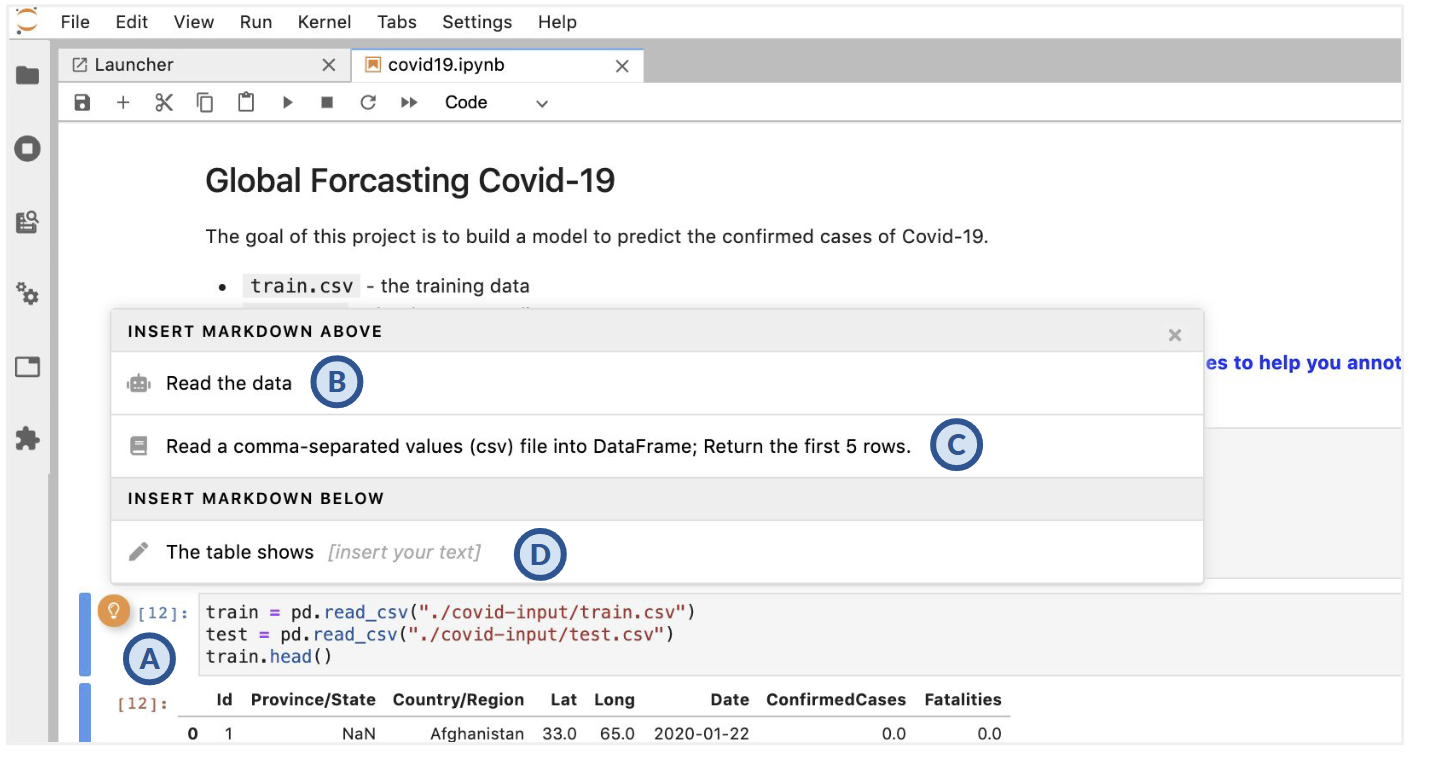 File Edit View Run Kernel Tabs Settings Help
Launcher covid19.ipynb
Code
Global Forcasting Covid-19
The goal of this project is to build a model to predict the confirmed cases of Covid-19.
• train.csv - the training data
INSERT MARKDOWN ABOVE
es to help you annot
Read the data B
Read a comma-separated values (csv) file into DataFrame; Return the first 5 rows. C
INSERT MARKDOWN BELOW
The table shows [insert your text] D
[12]: train = pd.read_csv("./covid-input/train.csv")
test = pd.read_csv("./covid-input/test.csv")
A train.head()
[12]: Id Province/State Country/Region Lat Long Date ConfirmedCases Fatalities
0 1 NaN Afghanistan 33.0 65.0 2020-01-22 0.0 0.0